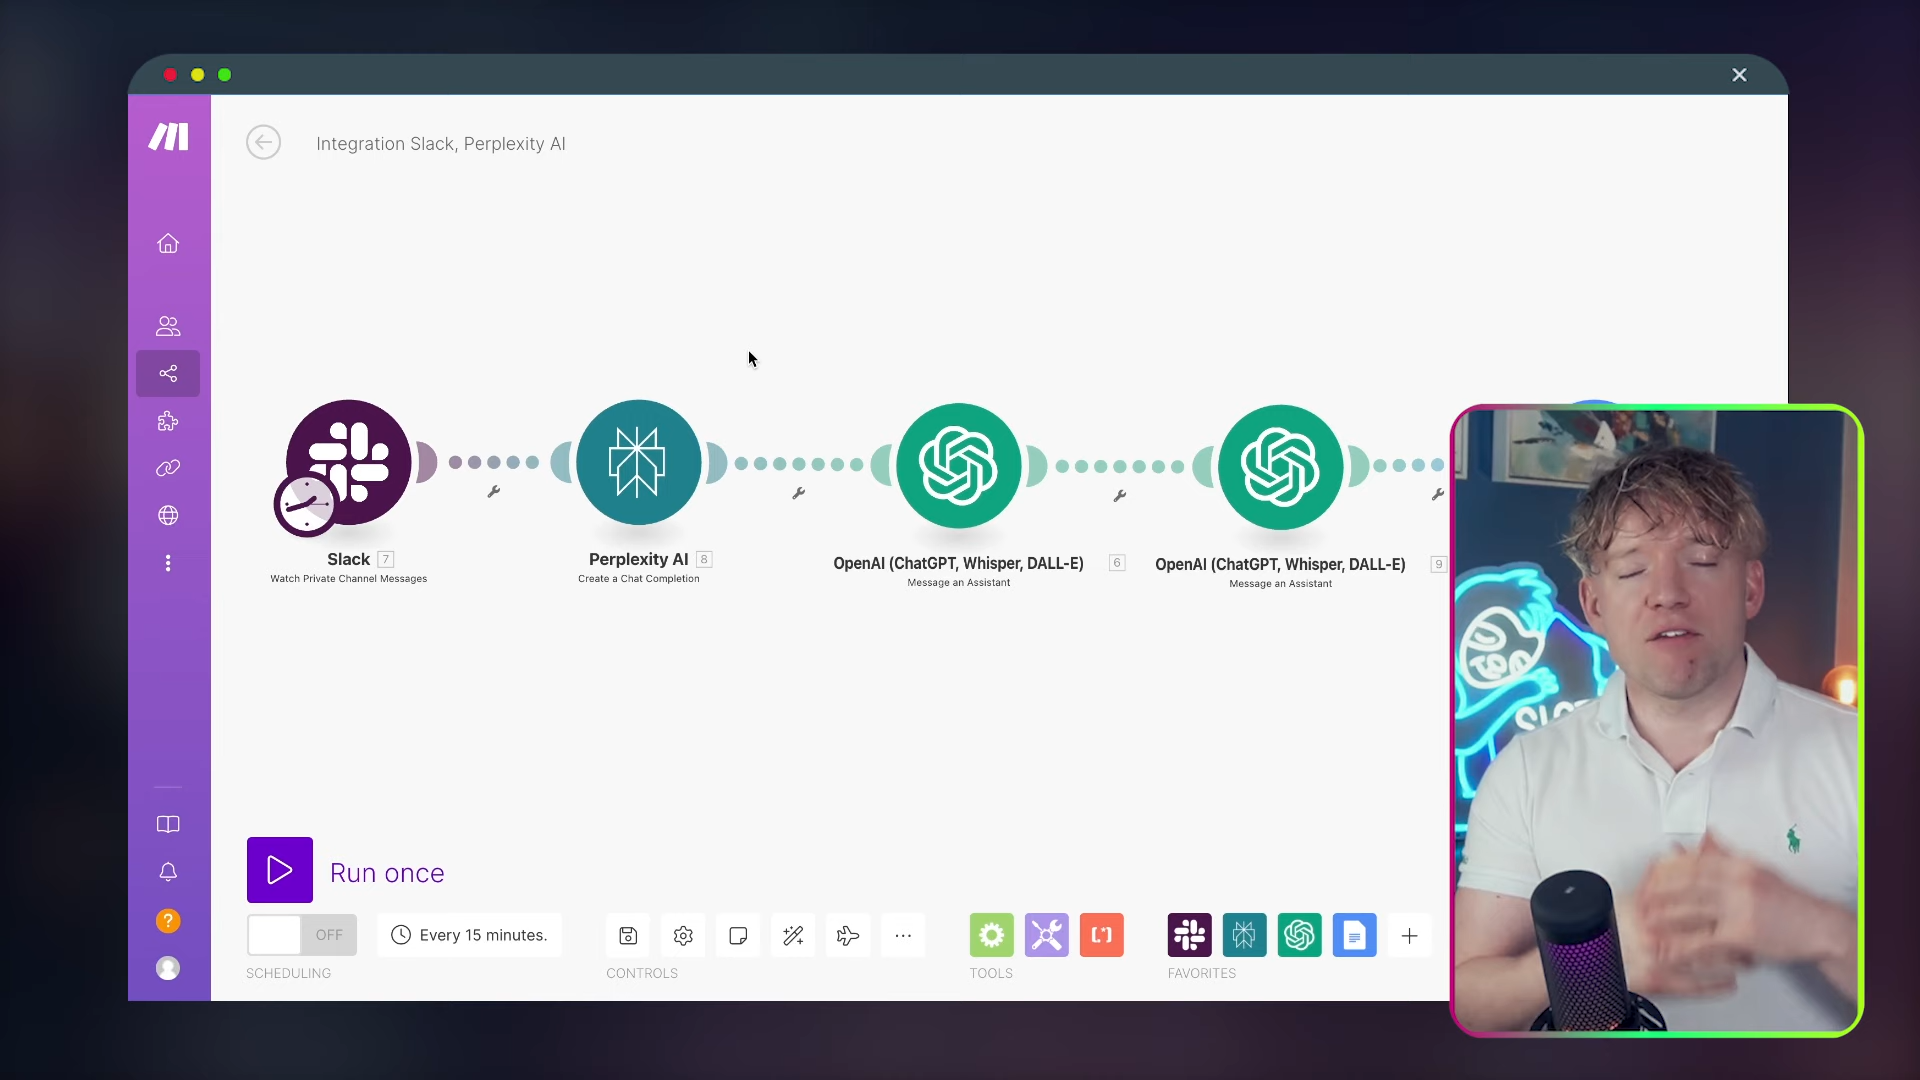 Integration Slack, Perplexity AI
Slack 7
Watch Private Channel Messages
Perplexity AI 8
Create a Chat Completion
OpenAI (ChatGPT, Whisper, DALL-E) 6
Message an Assistant
OpenAI (ChatGPT, Whisper, DALL-E) 9
Message an Assistant
Run once
OFF
Every 15 minutes.
SCHEDULING
CONTROLS
TOOLS
FAVORITES